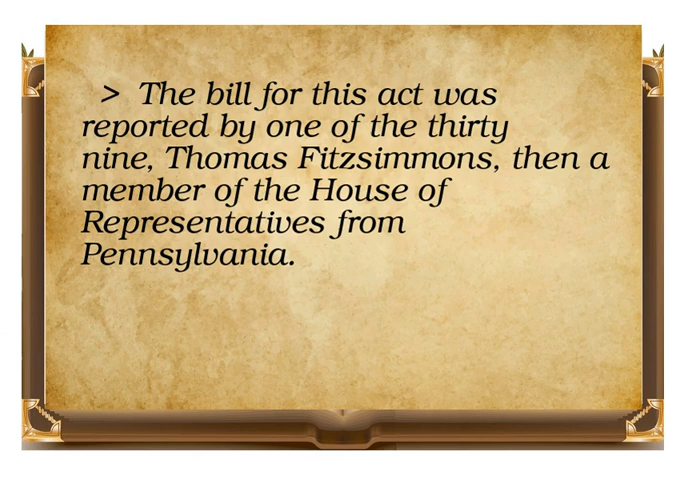 > The bill for this act was
reported by one of the thirty
nine, Thomas Fitzsimmons, then a
member of the House of
Representatives from
Pennsylvania.